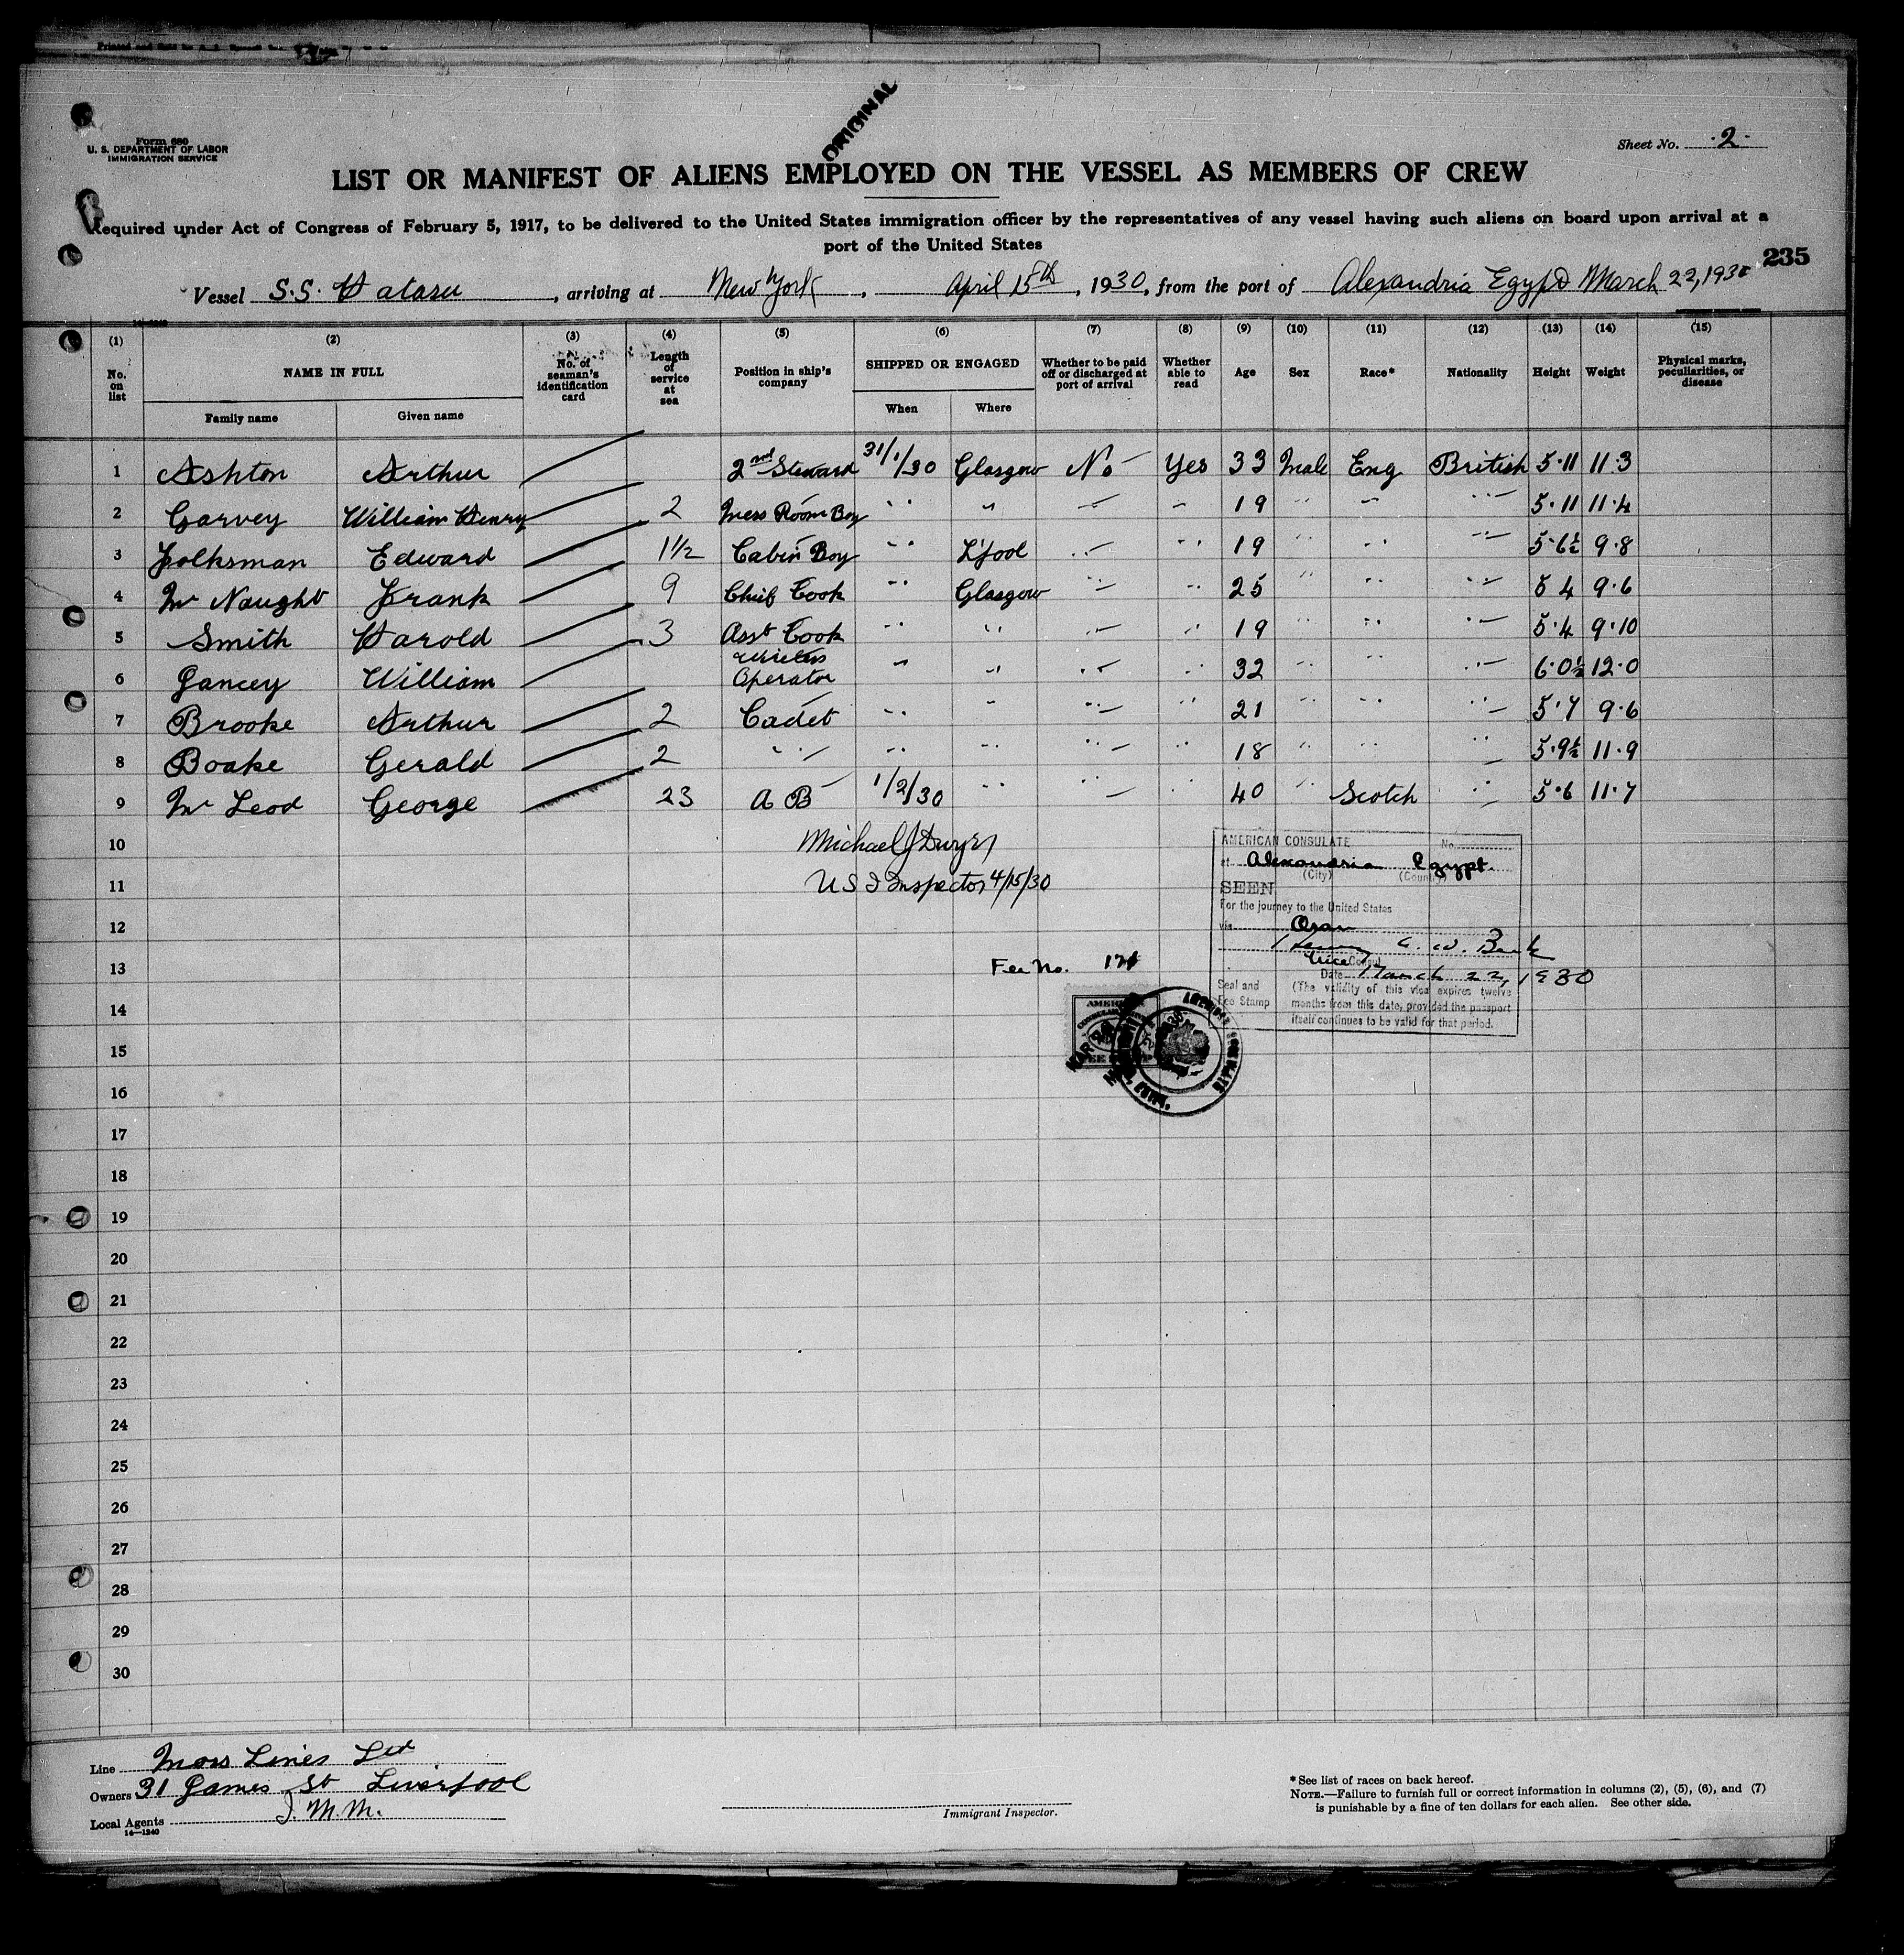 ORIGINAL
Form 680
U. S. DEPARTMENT OF LABOR
IMMIGRATION SERVICE
Sheet No. 2
LIST OR MANIFEST OF ALIENS EMPLOYED ON THE VESSEL AS MEMBERS OF CREW
Required under Act of Congress of February 5, 1917, to be delivered to the United States immigration officer by the representatives of any vessel having such aliens on board upon arrival at a
port of the United States
235
Vessel S.S. Hatasu, arriving at New York, April 15th, 1930, from the port of Alexandria Egypt March 22, 1930
(1) (2) (3) (4) (5) (6) (7) (8) (9) (10) (11) (12) (13) (14) (15)
No. on list NAME IN FULL Family name Given name No. of seaman's identification card Length of service at sea Position in ship's company SHIPPED OR ENGAGED When Where Whether to be paid off or discharged at port of arrival Whether able to read Age Sex Race* Nationality Height Weight Physical marks, peculiarities, or disease
1 Ashton Arthur 2nd Steward 31/1/30 Glasgow No Yes 33 Male Eng British 5·11 11·3
2 Garvey William Henry 2 Mess Room Boy " " " " 19 " " " 5·11 11·4
3 Folksman Edward 1½ Cabin Boy " L'pool " " 19 " " " 5·6½ 9·8
4 Mc Naught Frank 9 Chief Cook " Glasgow " " 25 " " " 5 4 9·6
5 Smith Harold 3 Asst Cook " " " " 19 " " " 5·4 9·10
6 Gancey William Wireless Operator " " " " 32 " " " 6·0½ 12·0
7 Brooke Arthur 2 Cadet " " " " 21 " " " 5·7 9·6
8 Boake Gerald 2 " " " " " 18 " " " 5·9½ 11·9
9 Mc Leod George 23 A B 1/2/30 " " " 40 " Scotch " 5·6 11·7
10 Michael J Dwyer
11 U S I Inspector 4/15/30
12
13
14
15
16
17
18
19
20
21
22
23
24
25
26
27
28
29
30
AMERICAN CONSULATE No.
at Alexandria Egypt.
(City) (Country)
SEEN
For the journey to the United States
via Oran
Vice Consul
Date March 22, 1930
Seal and Fee Stamp
(The validity of this visa expires twelve
months from this date, provided the passport
itself continues to be valid for that period.
Fee No.
Line Moss Lines Ltd
Owners 31 James St Liverpool
Local Agents I. M. M.
14—1240
Immigrant Inspector.
* See list of races on back hereof.
NOTE.—Failure to furnish full or correct information in columns (2), (5), (6), and (7)
is punishable by a fine of ten dollars for each alien. See other side.